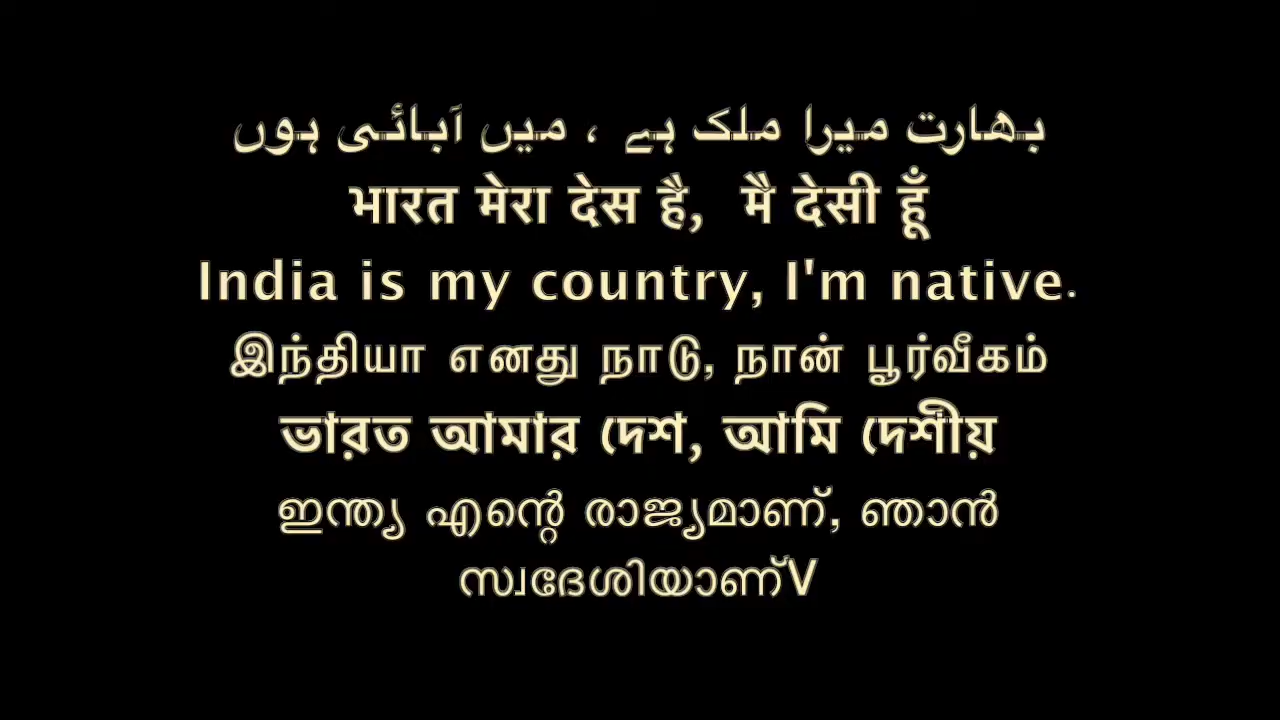 بھارت میرا ملک ہے ، میں آبائی ہوں
भारत मेरा देस है, मै देसी हूँ
India is my country, I'm native.
இந்தியா எனது நாடு, நான் பூர்வீகம்
ভারত আমার দেশ, আমি দেশীয়
ഇന്ത്യ എന്റെ രാജ്യമാണ്, ഞാൻ
സ്വദേശിയാണ്V